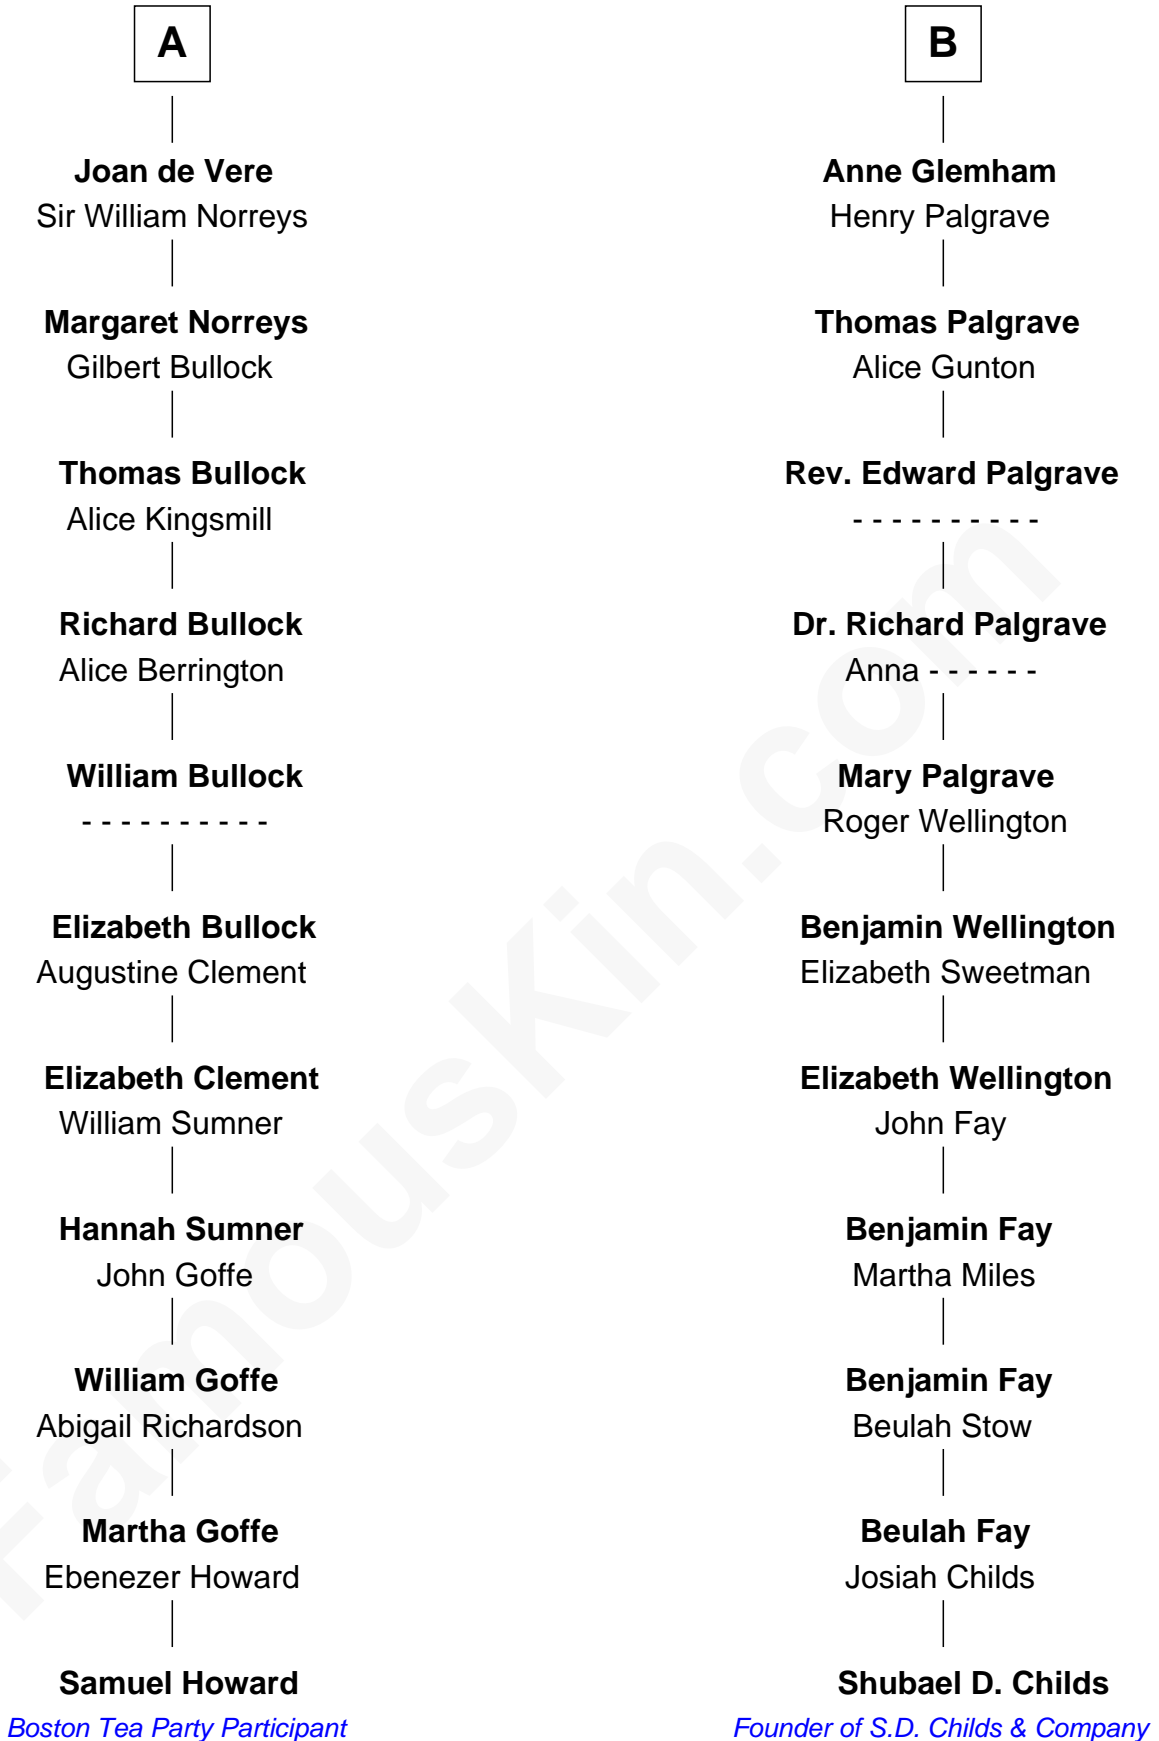 A
Joan de Vere
Sir William Norreys
Margaret Norreys
Gilbert Bullock
Thomas Bullock
Alice Kingsmill
Richard Bullock
Alice Berrington
William Bullock
- - - - - - - - - -
Elizabeth Bullock
Augustine Clement
Elizabeth Clement
William Sumner
Hannah Sumner
John Goffe
William Goffe
Abigail Richardson
Martha Goffe
Ebenezer Howard
Samuel Howard
Boston Tea Party Participant
B
Anne Glemham
Henry Palgrave
Thomas Palgrave
Alice Gunton
Rev. Edward Palgrave
- - - - - - - - - -
Dr. Richard Palgrave
Anna - - - - - -
Mary Palgrave
Roger Wellington
Benjamin Wellington
Elizabeth Sweetman
Elizabeth Wellington
John Fay
Benjamin Fay
Martha Miles
Benjamin Fay
Beulah Stow
Beulah Fay
Josiah Childs
Shubael D. Childs
Founder of S.D. Childs & Company
FamousKin.com